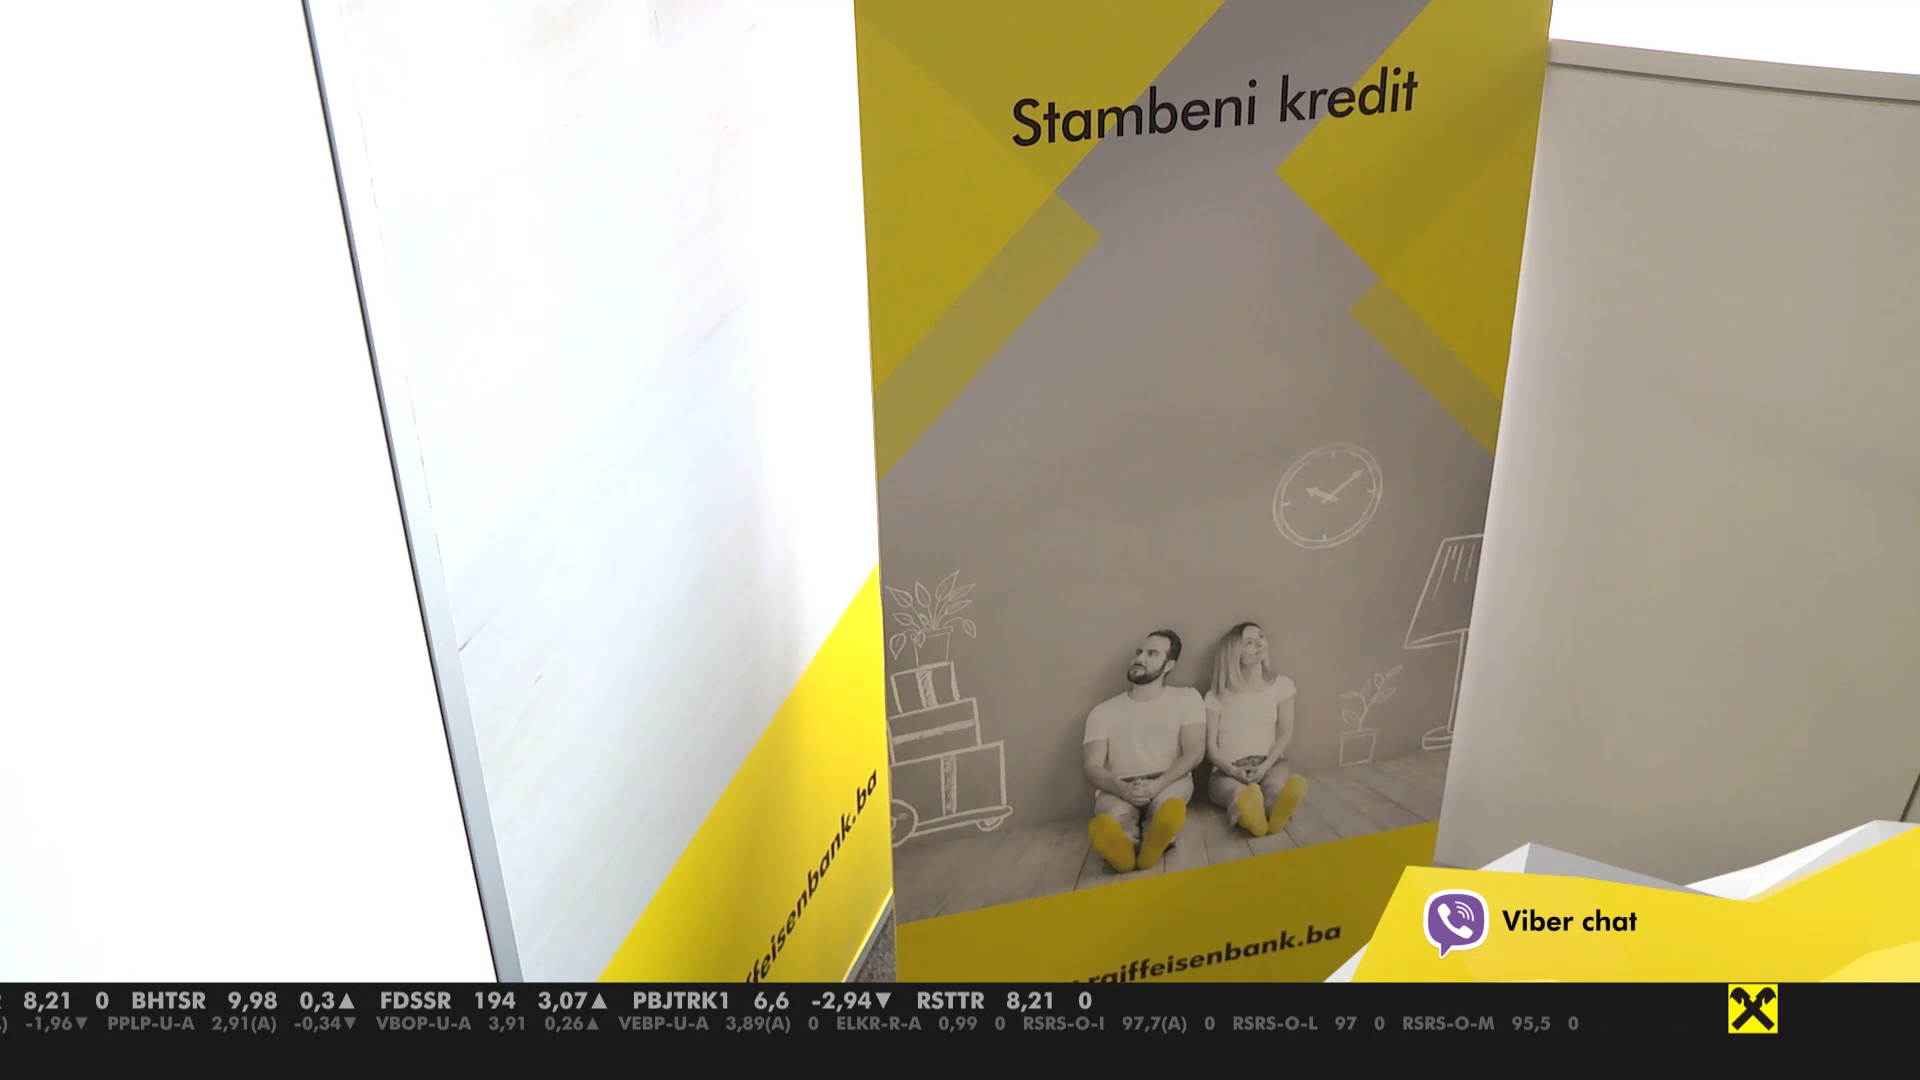 Stambeni kredit
raiffeisenbank.ba
ffeisenbank.ba
Viber chat
8,21 0 BHTSR 9,98 0,3▲ FDSSR 194 3,07▲ PBJTRK1 6,6 -2,94▼ RSTTR 8,21 0
) -1,96▼ PPLP-U-A 2,91(A) -0,34▼ VBOP-U-A 3,91 0,26▲ VEBP-U-A 3,89(A) 0 ELKR-R-A 0,99 0 RSRS-O-I 97,7(A) 0 RSRS-O-L 97 0 RSRS-O-M 95,5 0